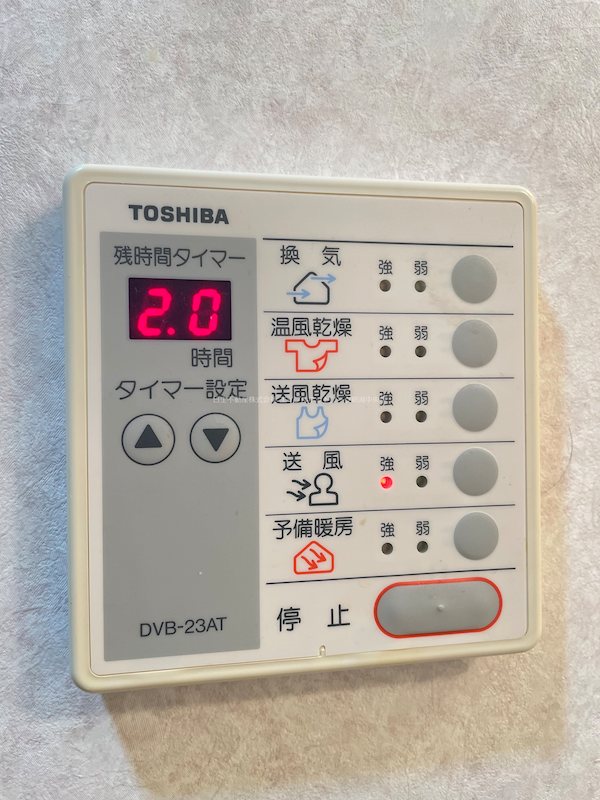 TOSHIBA
残時間タイマー
2.0
時間
タイマー設定
DVB-23AT
換気
強 弱
温風乾燥
強 弱
送風乾燥
強 弱
送風
強 弱
予備暖房
強 弱
停止